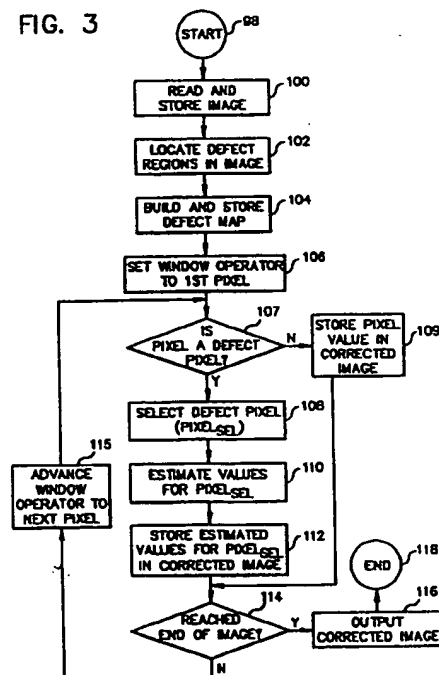 FIG. 3
START
98
READ AND
STORE IMAGE
100
LOCATE DEFECT
REGIONS IN IMAGE
102
BUILD AND STORE
DEFECT MAP
104
SET WINDOW OPERATOR
TO 1ST PIXEL
106
IS
PIXEL A DEFECT
PIXEL?
107
N
Y
STORE PIXEL
VALUE IN
CORRECTED
IMAGE
109
SELECT DEFECT PIXEL
(PIXELSEL)
108
ESTIMATE VALUES
FOR PIXELSEL
110
STORE ESTIMATED
VALUES FOR PIXELSEL
IN CORRECTED IMAGE
112
115
ADVANCE
WINDOW
OPERATOR TO
NEXT PIXEL
REACHED
END OF IMAGE?
114
Y
N
OUTPUT
CORRECTED IMAGE
116
END
118